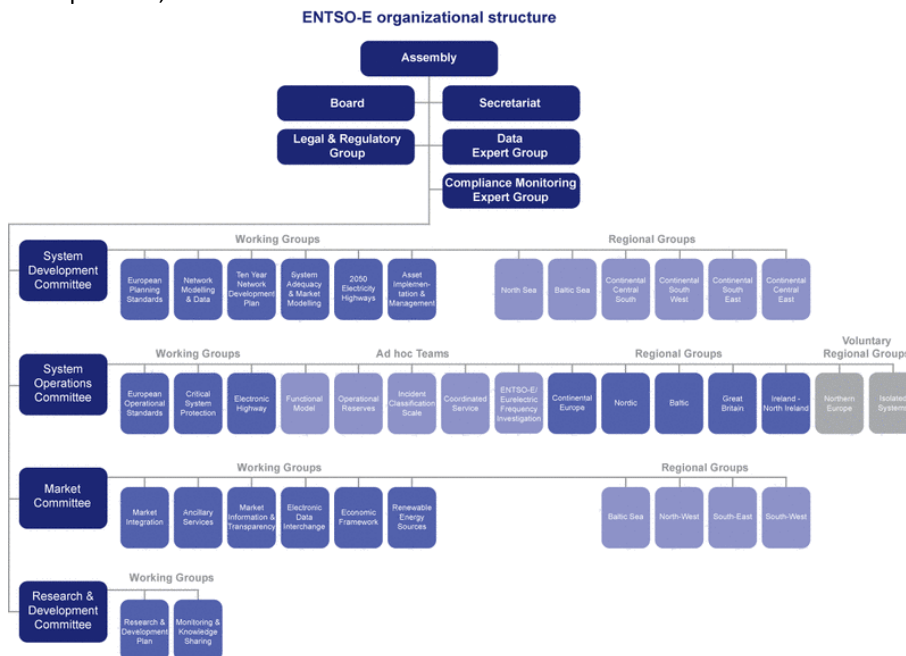 ENTSO-E organizational structure
Assembly
Board
Secretariat
Legal & Regulatory
Group
Data
Expert Group
Compliance Monitoring
Expert Group
System
Development
Committee
Working Groups
European
Planning
Standards
Network
Modelling
& Data
Ten Year
Network
Development
Plan
System
Adequacy
& Market
Modelling
2050
Electricity
Highways
Asset
Implemen-
tation &
Management
Regional Groups
North Sea
Baltic Sea
Continental
Central
South
Continental
South
West
Continental
South
East
Continental
Central
East
System
Operations
Committee
Working Groups
European
Operational
Standards
Critical
System
Protection
Electronic
Highway
Ad hoc Teams
Functional
Model
Operational
Reserves
Incident
Classification
Scale
Coordinated
Service
ENTSO-E/
Eurelectric
Frequency
Investigation
Regional Groups
Continental
Europe
Nordic
Baltic
Great
Britain
Ireland -
North Ireland
Voluntary
Regional Groups
Northern
Europe
Isolated
Systems
Market
Committee
Working Groups
Market
Integration
Ancillary
Services
Market
Information &
Transparency
Electronic
Data
Interchange
Economic
Framework
Renewable
Energy
Sources
Regional Groups
Baltic Sea
North-West
South-East
South-West
Research &
Development
Committee
Working Groups
Research &
Development
Plan
Monitoring &
Knowledge
Sharing